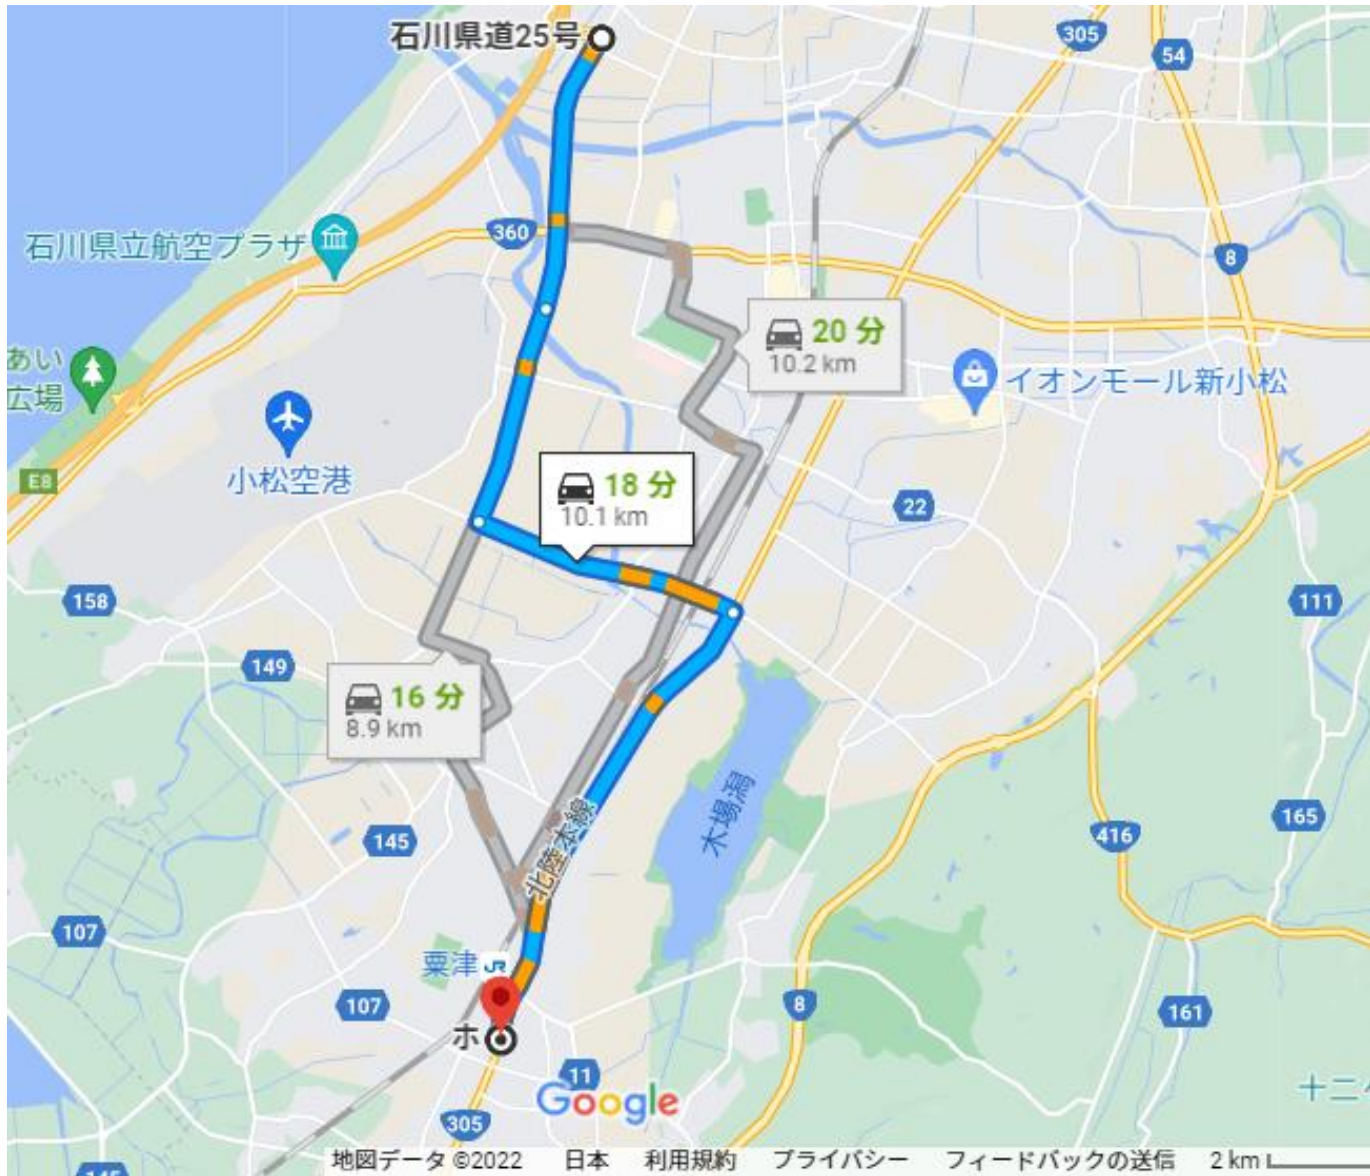 石川県道25号
305
54
360
石川県立航空プラザ
8
20 分
10.2 km
あい
広場
イオンモール新小松
E8
小松空港
18 分
10.1 km
22
158
111
149
16 分
8.9 km
木場潟
145
165
416
北陸本線
107
粟津
107
8
161
ホ
11
Google
十二
305
145
地図データ ©2022 日本 利用規約 プライバシー フィードバックの送信 2 km